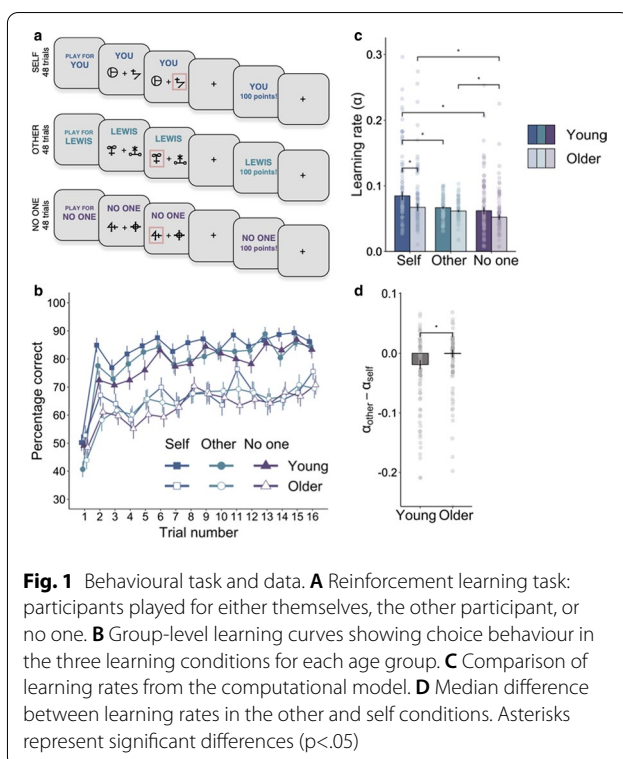 a
SELF
48 trials
PLAY FOR
YOU
YOU
+
YOU
+
+
YOU
100 points!
+
OTHER
48 trials
PLAY FOR
LEWIS
LEWIS
+
LEWIS
+
+
LEWIS
100 points!
+
NO ONE
48 trials
PLAY FOR
NO ONE
NO ONE
+
NO ONE
+
+
NO ONE
100 points!
+
b
Percentage correct
100
90
80
70
60
50
40
30
Self Other No one
Young
Older
1 2 3 4 5 6 7 8 9 10 11 12 13 14 15 16
Trial number
c
Learning rate (α)
0.3
0.2
0.1
0.0
*
*
*
*
*
Young
Older
Self Other No one
d
αother − αself
0.1
0.0
-0.1
-0.2
*
Young Older
Fig. 1 Behavioural task and data. A Reinforcement learning task:
participants played for either themselves, the other participant, or
no one. B Group-level learning curves showing choice behaviour in
the three learning conditions for each age group. C Comparison of
learning rates from the computational model. D Median difference
between learning rates in the other and self conditions. Asterisks
represent significant differences (p<.05)